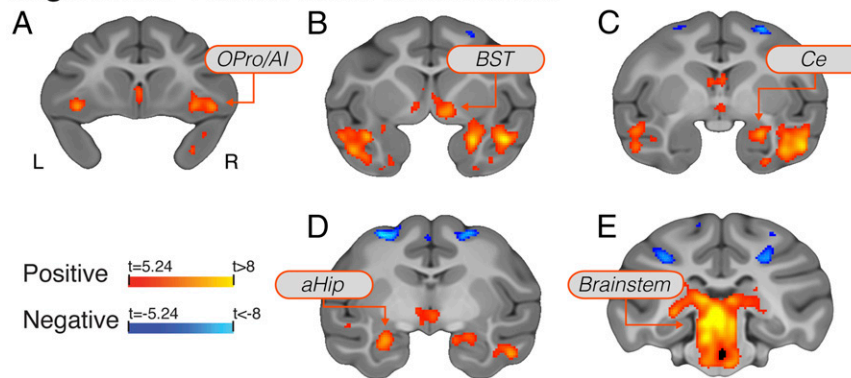 A
OPro/AI
L
R
B
BST
C
Ce
Positive
t=5.24
t>8
Negative
t=-5.24
t<-8
D
aHip
E
Brainstem